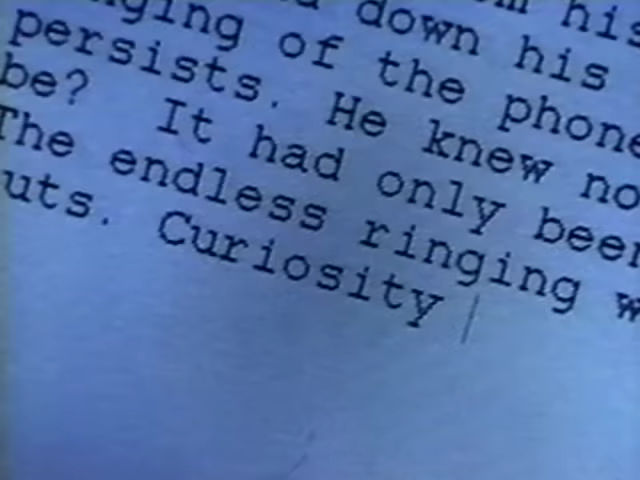 down his
of the phone
persists. He knew no
be? It had only been
The endless ringing w
uts. Curiosity